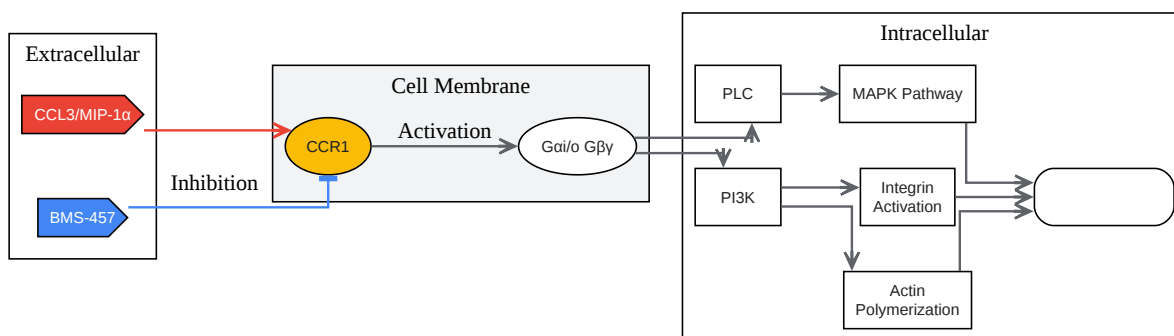 Extracellular
CCL3/MIP-1α
Inhibition
BMS-457
Cell Membrane
CCR1
Activation
Gαi/o Gβγ
Intracellular
PLC
MAPK Pathway
PI3K
Integrin
Activation
Actin
Polymerization